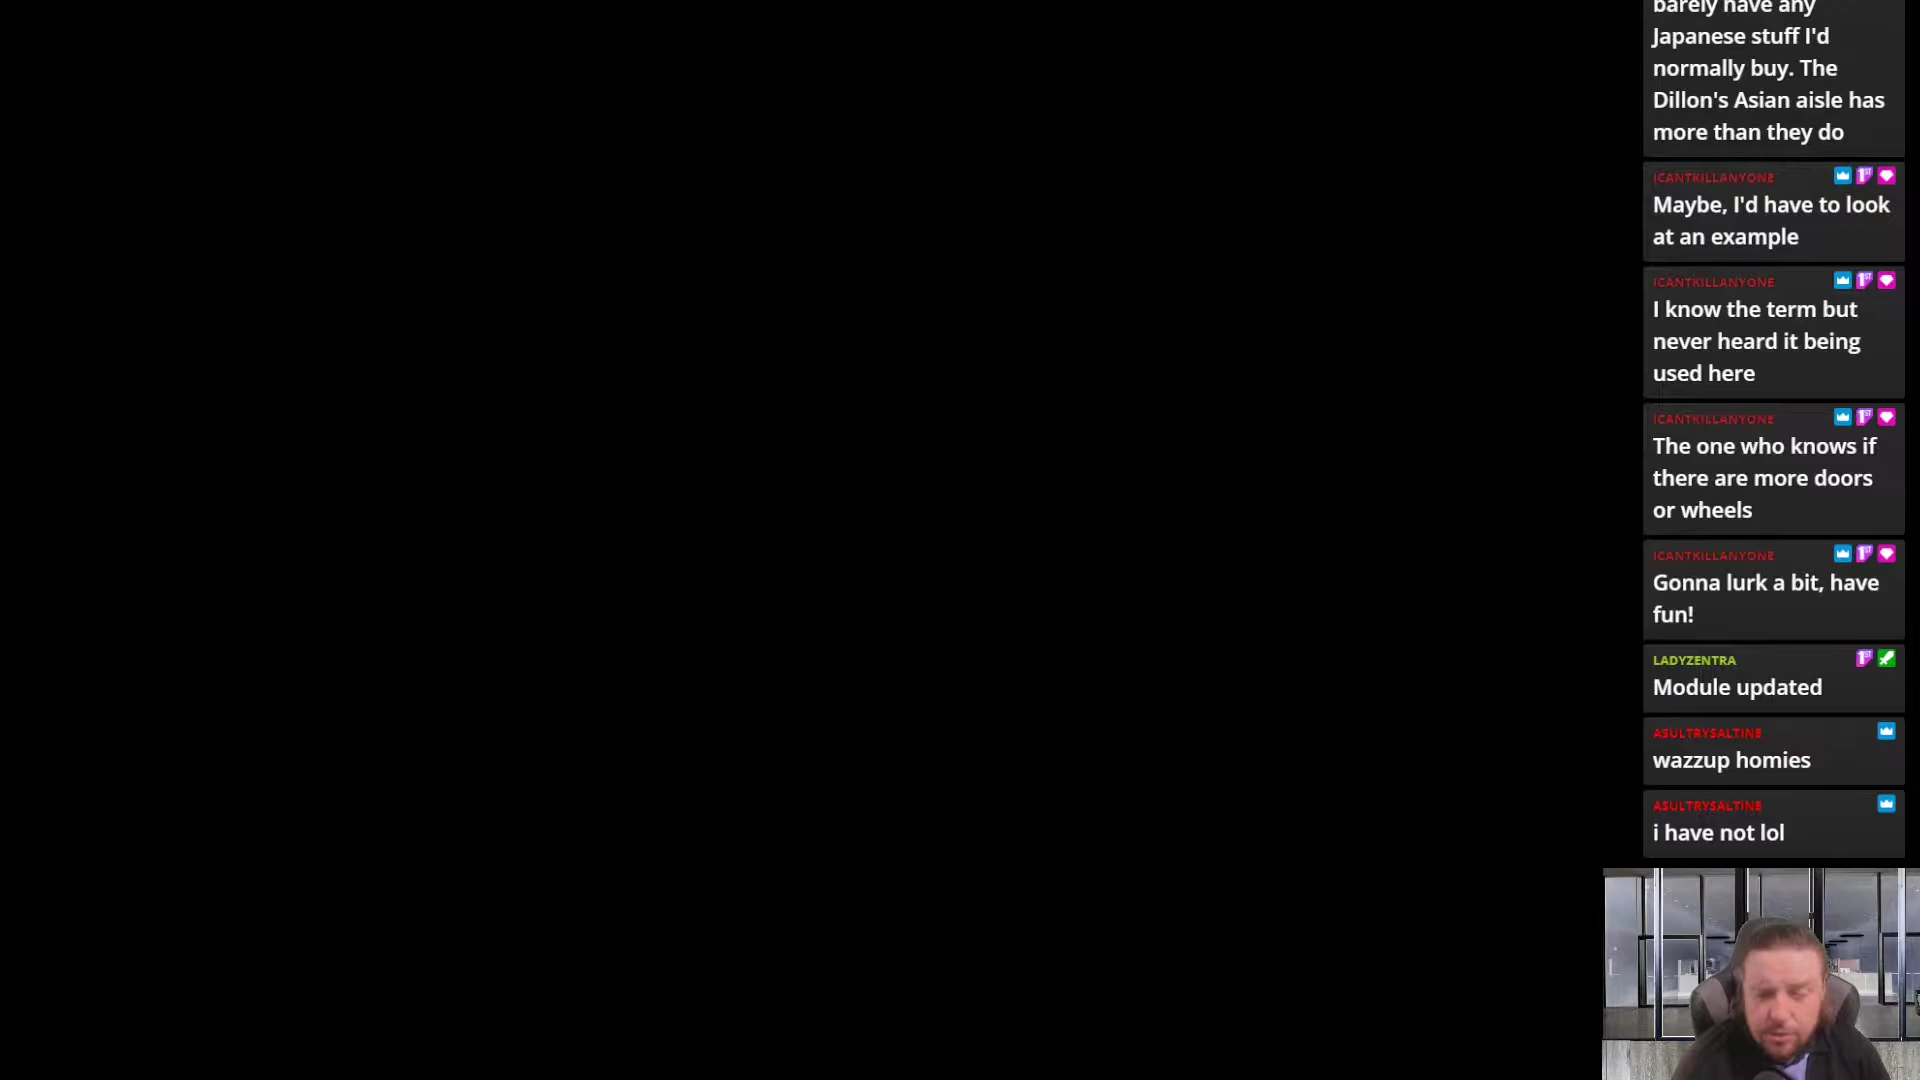 barely have any
Japanese stuff I'd
normally buy. The
Dillon's Asian aisle has
more than they do
ICANTKILLANYONE
Maybe, I'd have to look
at an example
ICANTKILLANYONE
I know the term but
never heard it being
used here
ICANTKILLANYONE
The one who knows if
there are more doors
or wheels
ICANTKILLANYONE
Gonna lurk a bit, have
fun!
LADYZENTRA
Module updated
ASULTRYSALTINE
wazzup homies
ASULTRYSALTINE
i have not lol